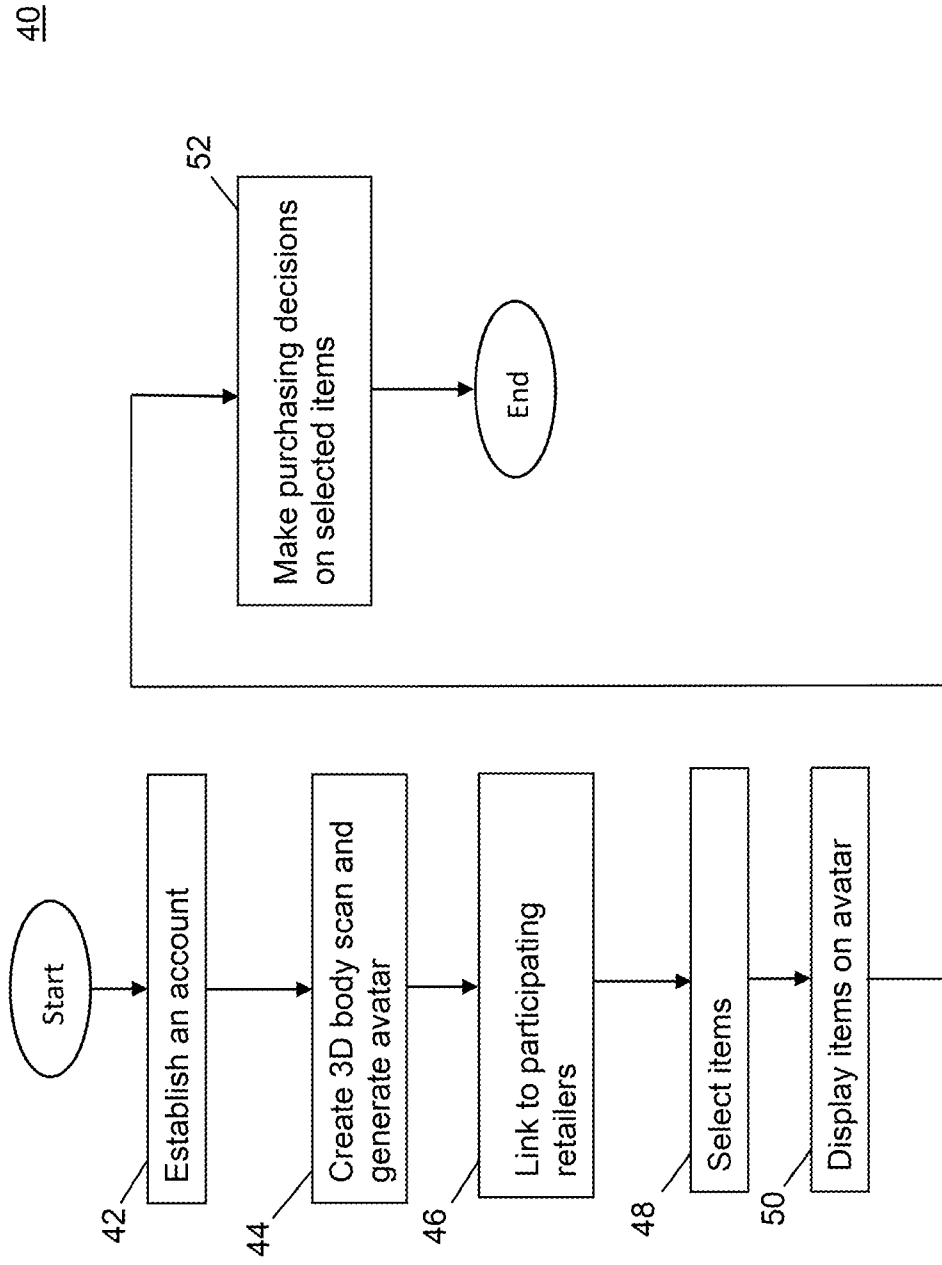 40
Start
42
Establish an account
44
Create 3D body scan and
generate avatar
46
Link to participating
retailers
48
Select items
50
Display items on avatar
52
Make purchasing decisions
on selected items
End